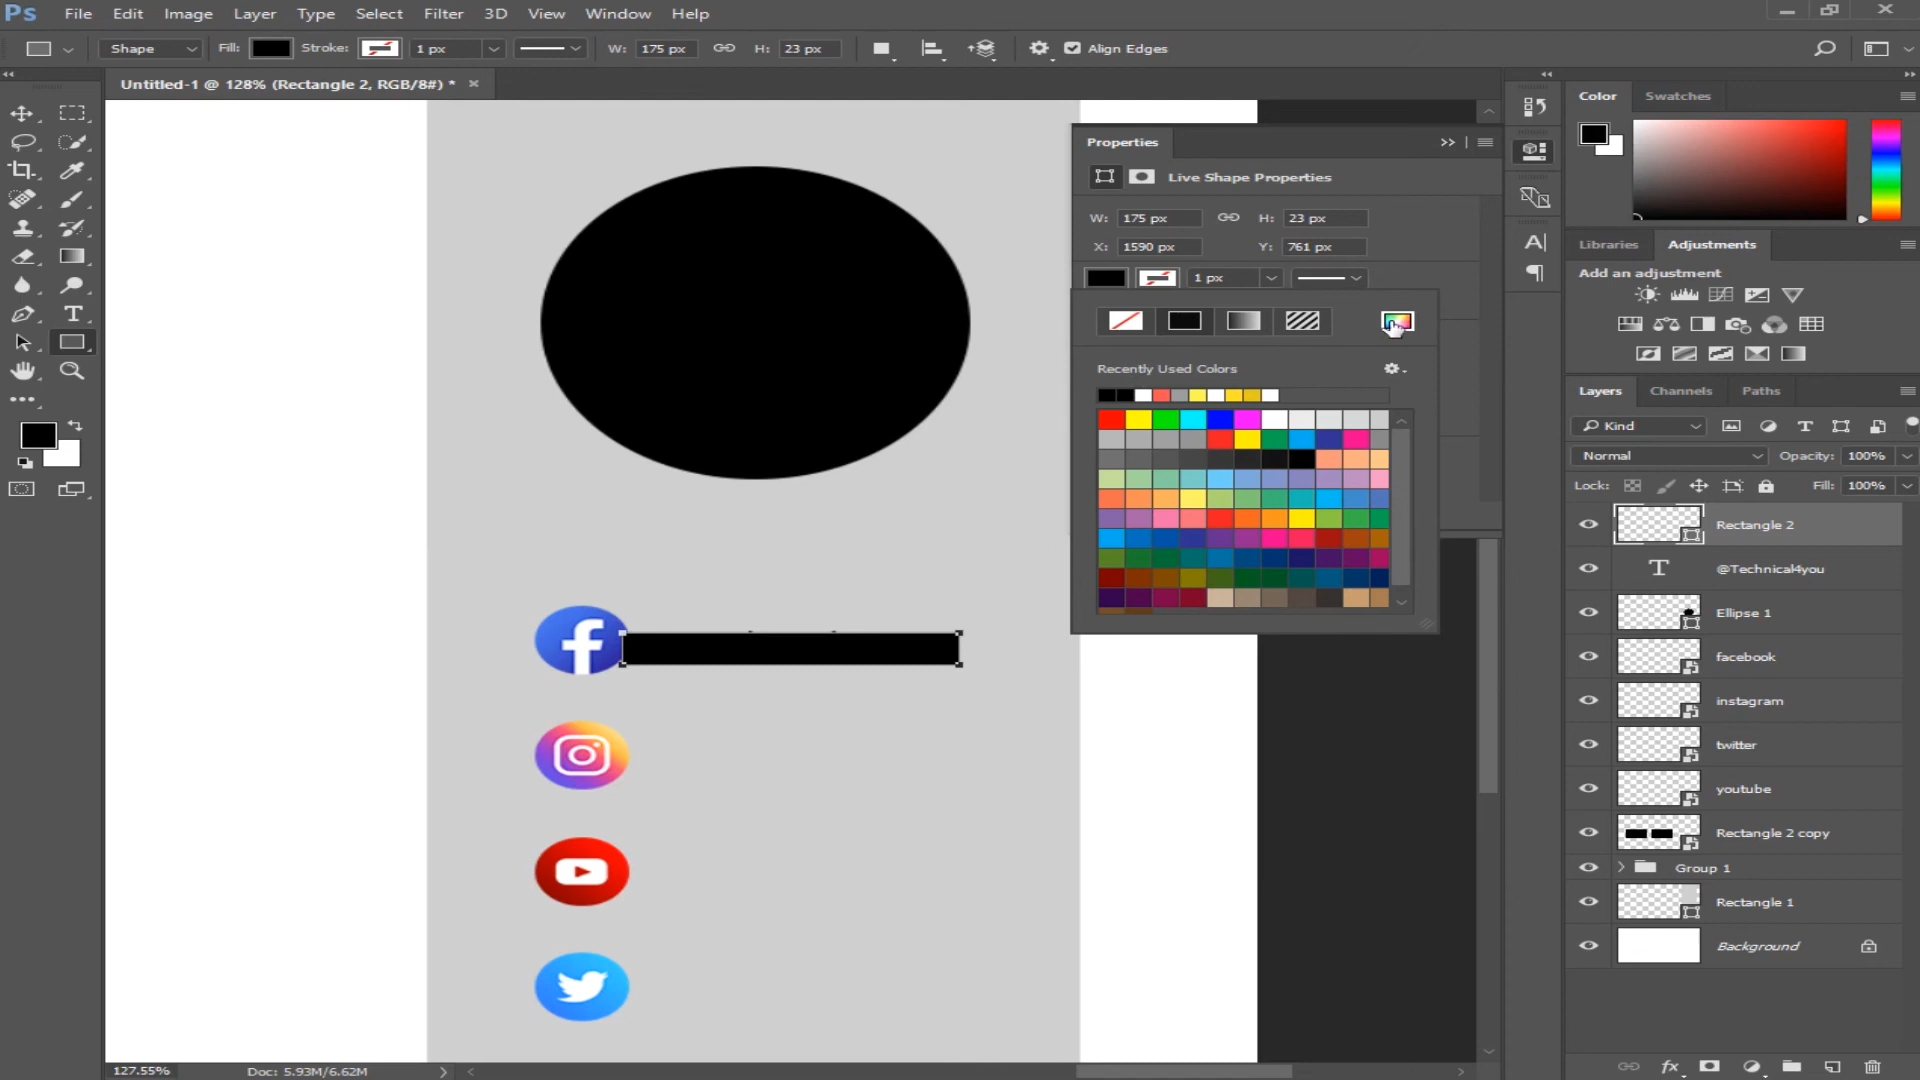 Ps File Edit Image Layer Type Select Filter 3D View Window Help
Shape Fill: Stroke: 1 px W: 175 px H: 23 px Align Edges
Untitled-1 @ 128% (Rectangle 2, RGB/8#) *
Properties
Live Shape Properties
W: 175 px H: 23 px
X: 1590 px Y: 761 px
1 px
Recently Used Colors
Color Swatches
Libraries Adjustments
Add an adjustment
Layers Channels Paths
Kind
Normal Opacity: 100%
Lock: Fill: 100%
Rectangle 2
@Technical4you
Ellipse 1
facebook
instagram
twitter
youtube
Rectangle 2 copy
Group 1
Rectangle 1
Background
127.55% Doc: 5.93M/6.62M